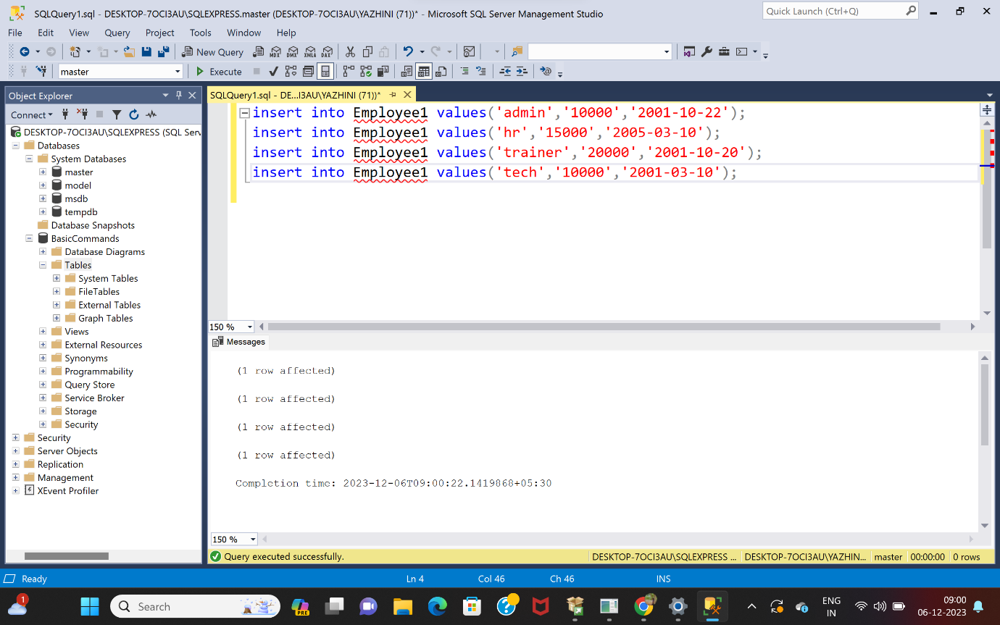 SQLQuery1.sql - DESKTOP-7OCI3AU\SQLEXPRESS.master (DESKTOP-7OCI3AU\YAZHINI (71))* - Microsoft SQL Server Management Studio
Quick Launch (Ctrl+Q)
File Edit View Query Project Tools Window Help
New Query MDX DMX XMLA DAX
master Execute
Object Explorer
SQLQuery1.sql - DE...I3AU\YAZHINI (71))*
Connect
DESKTOP-7OCI3AU\SQLEXPRESS (SQL Ser
Databases
System Databases
master
model
msdb
tempdb
Database Snapshots
BasicCommands
Database Diagrams
Tables
System Tables
FileTables
External Tables
Graph Tables
Views
External Resources
Synonyms
Programmability
Query Store
Service Broker
Storage
Security
Security
Server Objects
Replication
Management
XEvent Profiler
insert into Employee1 values('admin','10000','2001-10-22');
insert into Employee1 values('hr','15000','2005-03-10');
insert into Employee1 values('trainer','20000','2001-10-20');
insert into Employee1 values('tech','10000','2001-03-10');
150 %
Messages
(1 row affected)
(1 row affected)
(1 row affected)
(1 row affected)
Completion time: 2023-12-06T09:00:22.1419868+05:30
150 %
Query executed successfully. DESKTOP-7OCI3AU\SQLEXPRESS ... DESKTOP-7OCI3AU\YAZHIN... master 00:00:00 0 rows
Ready Ln 4 Col 46 Ch 46 INS
1
Search
PRE
ENG
IN
09:00
06-12-2023